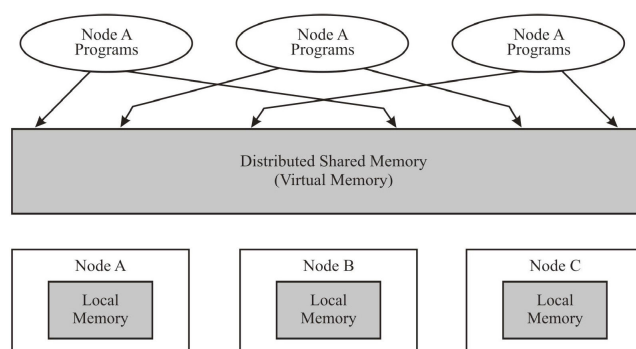 Node A
Programs
Node A
Programs
Node A
Programs
Distributed Shared Memory
(Virtual Memory)
Node A
Local
Memory
Node B
Local
Memory
Node C
Local
Memory